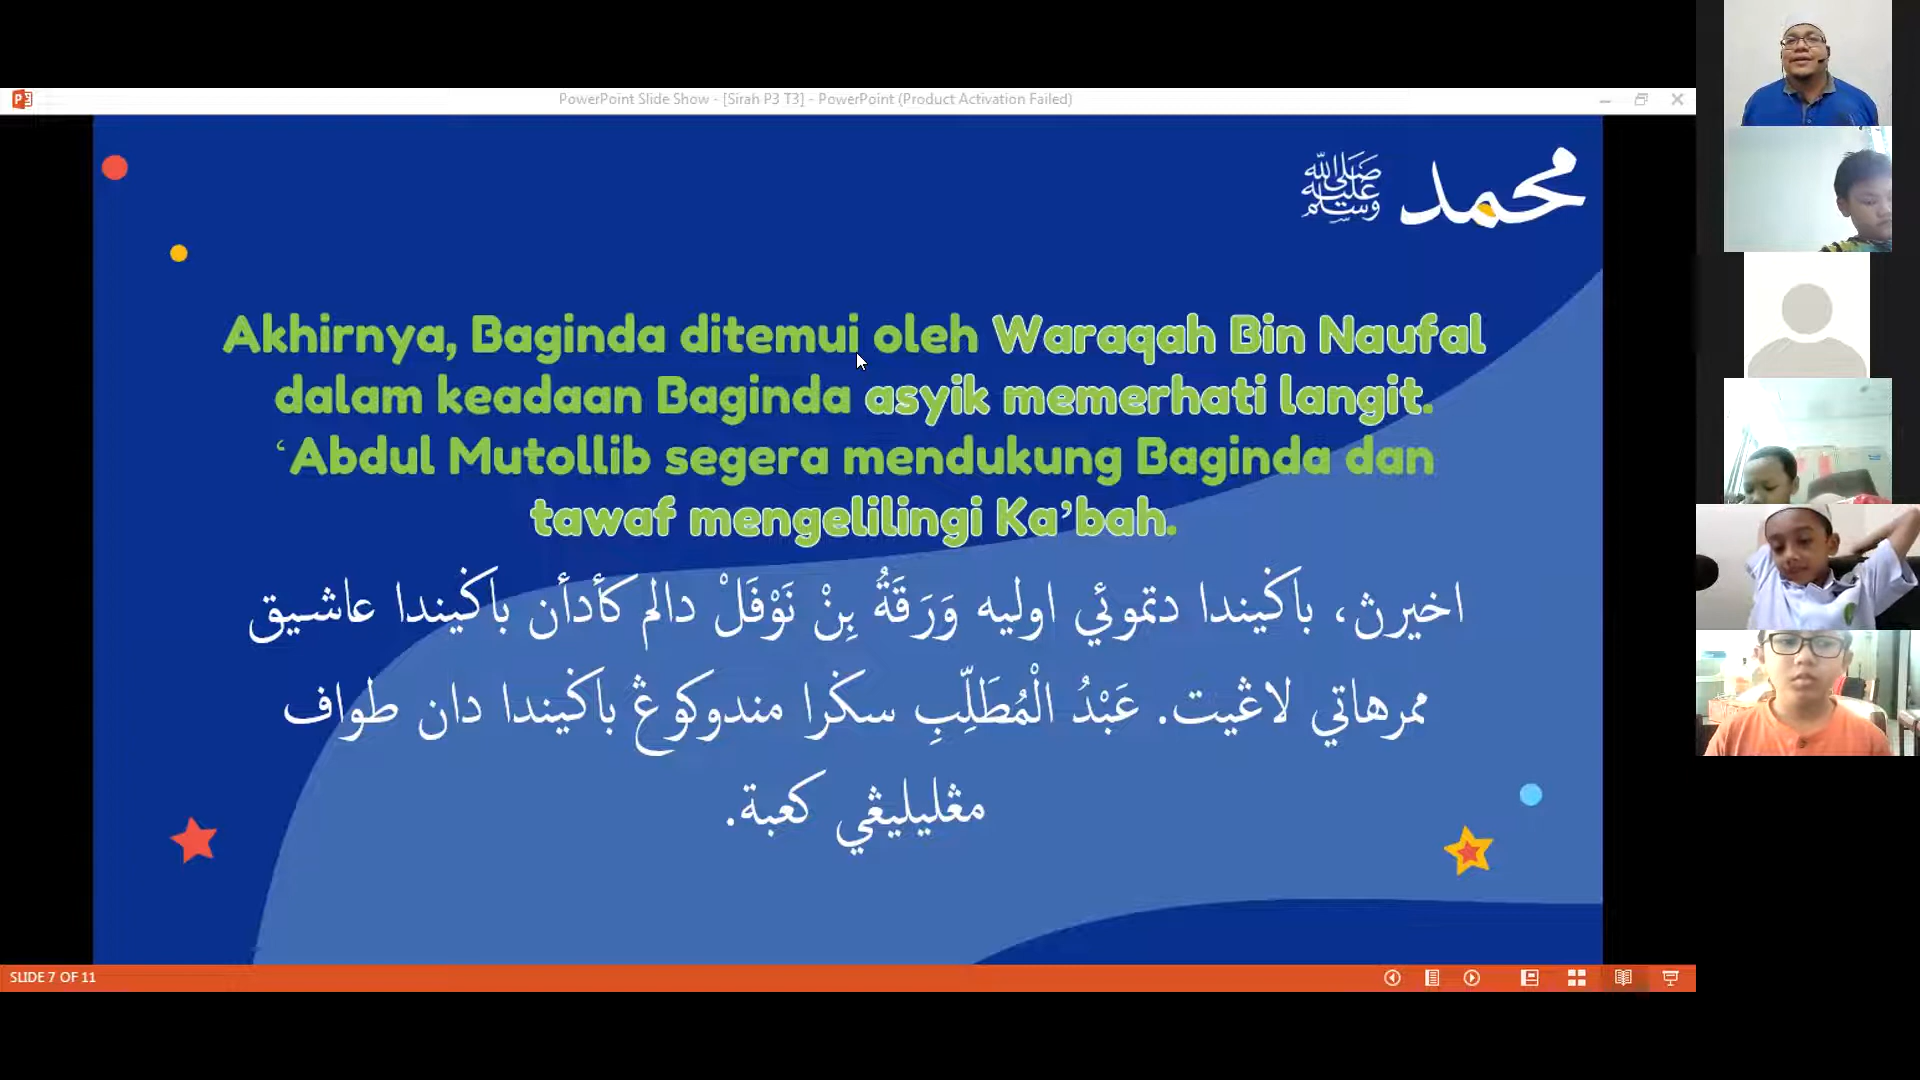 PowerPoint Slide Show - [Sirah P3 T3] - PowerPoint (Product Activation Failed)
محمد ﷺ
Akhirnya, Baginda ditemui oleh Waraqah Bin Naufal
dalam keadaan Baginda asyik memerhati langit.
‘Abdul Mutollib segera mendukung Baginda dan
tawaf mengelilingi Ka’bah.
اخيرڽ، باݢيندا دتموئي اوليه وَرَقَةُ بِنْ نَوْفَلْ دالم كأدأن باݢيندا عاشيق
ممرهاتي لاڠيت. عَبْدُ الْمُطَلِّبِ سݢرا مندوكوڠ باݢيندا دان طواف
مڠليليڠي كعبة.
SLIDE 7 OF 11